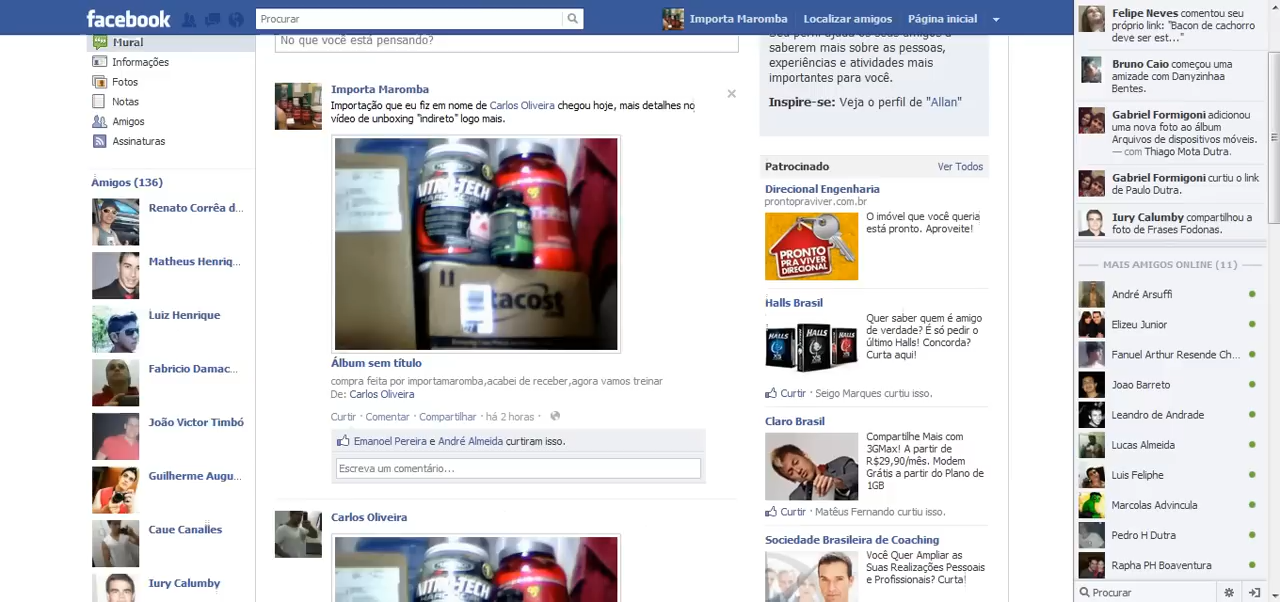 facebook
Procurar
Importa Maromba
Localizar amigos
Página inicial
Mural
Informações
Fotos
Notas
Amigos
Assinaturas
Amigos (136)
Renato Corrêa d...
Matheus Henriq...
Luiz Henrique
Fabricio Damac...
João Victor Timbó
Guilherme Augu...
Caue Canalles
Iury Calumby
No que você está pensando?
Importa Maromba
Importação que eu fiz em nome de Carlos Oliveira chegou hoje, mais detalhes no
vídeo de unboxing "indireto" logo mais.
NITRO-TECH
tacost
Álbum sem título
compra feita por importamaromba,acabei de receber,agora vamos treinar
De: Carlos Oliveira
Curtir · Comentar · Compartilhar · há 2 horas ·
Emanoel Pereira e André Almeida curtiram isso.
Escreva um comentário...
Carlos Oliveira
NITRO-TECH
saberem mais sobre as pessoas,
experiências e atividades mais
importantes para você.
Inspire-se: Veja o perfil de "Allan"
Patrocinado
Ver Todos
Direcional Engenharia
prontopraviver.com.br
PRONTO
PRA VIVER
DIRECIONAL
O imóvel que você queria
está pronto. Aproveite!
Halls Brasil
HALLS
HALLS
HALLS
Quer saber quem é amigo
de verdade? É só pedir o
último Halls! Concorda?
Curta aqui!
Curtir · Seigo Marques curtiu isso.
Claro Brasil
Compartilhe Mais com
3GMax! A partir de
R$29,90/mês. Modem
Grátis a partir do Plano de
1GB
Curtir · Matêus Fernando curtiu isso.
Sociedade Brasileira de Coaching
Você Quer Ampliar as
Suas Realizações Pessoais
e Profissionais? Curta!
Felipe Neves comentou seu
próprio link: "Bacon de cachorro
deve ser est..."
Bruno Caio começou uma
amizade com Danyzinhaa
Bentes.
Gabriel Formigoni adicionou
uma nova foto ao álbum
Arquivos de dispositivos móveis.
— com Thiago Mota Dutra.
Gabriel Formigoni curtiu o link
de Paulo Dutra.
Iury Calumby compartilhou a
foto de Frases Fodonas.
MAIS AMIGOS ONLINE (11)
André Arsuffi
Elizeu Junior
Fanuel Arthur Resende Ch...
Joao Barreto
Leandro de Andrade
Lucas Almeida
Luis Feliphe
Marcolas Advincula
Pedro H Dutra
Rapha PH Boaventura
Procurar